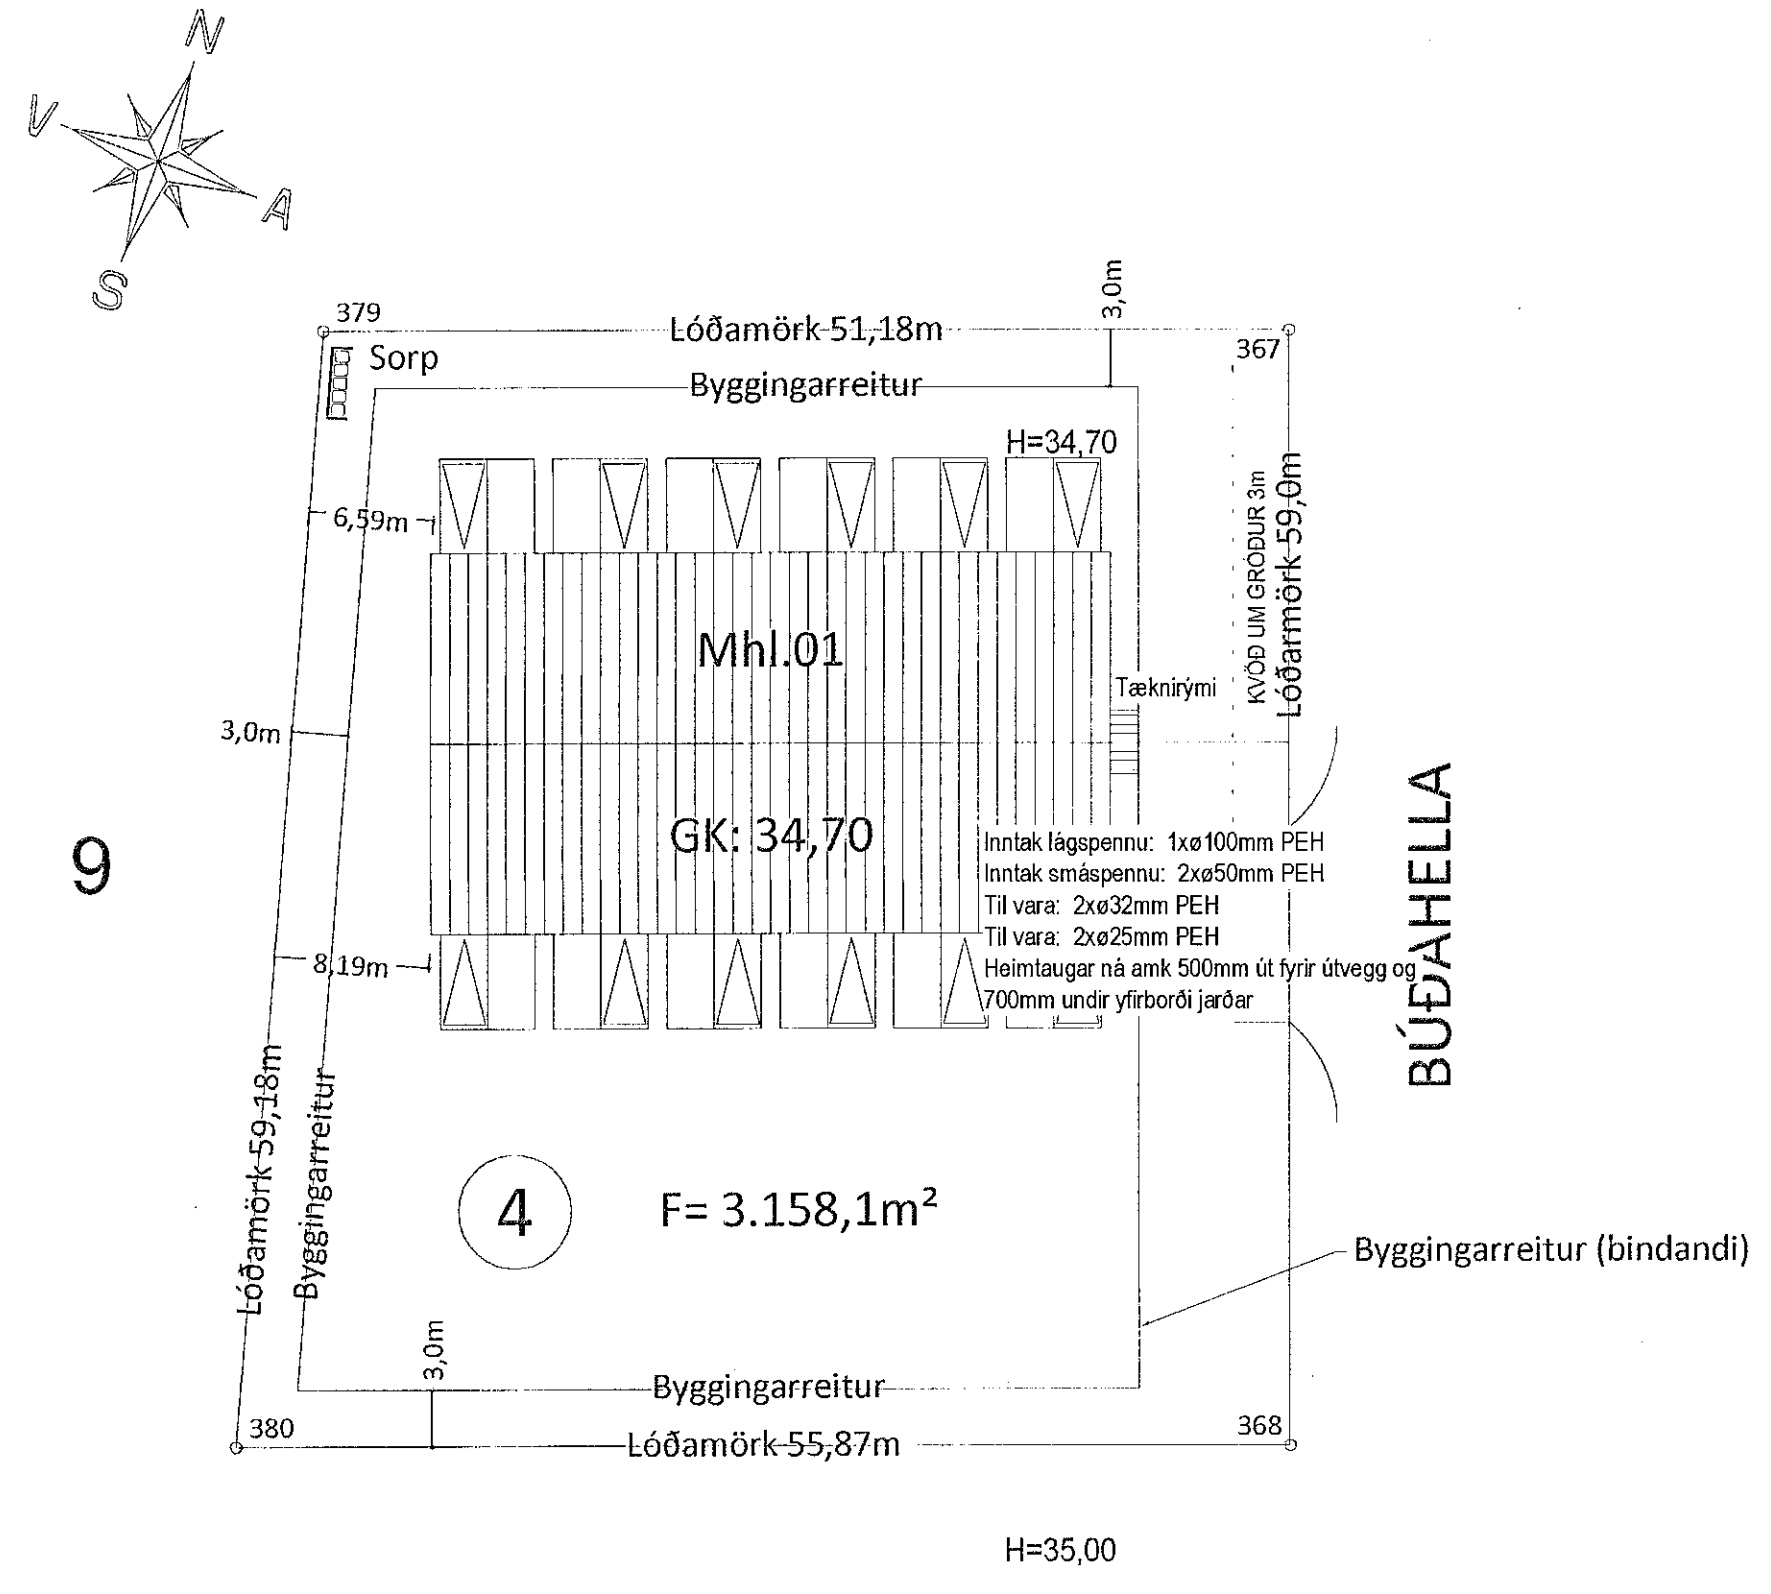 N
V
A
S
379
Lóðamörk 51,18m
3,0m
367
Sorp
Byggingarreitur
H=34,70
6,59m
KVÖÐ UM GRÓÐUR 3m
Lóðarmörk 59,0m
Mhl.01
Tæknirými
3,0m
9
GK: 34,70
Inntak lágspennu: 1xø100mm PEH
Inntak smáspennu: 2xø50mm PEH
Til vara: 2xø32mm PEH
Til vara: 2xø25mm PEH
Heimtaugar ná amk 500mm út fyrir útvegg og
700mm undir yfirborði jarðar
BÚÐAHELLA
8,19m
Lóðamörk 59,18m
Byggingarreitur
4
F= 3.158,1m²
Byggingarreitur (bindandi)
3,0m
Byggingarreitur
380
Lóðamörk 55,87m
368
H=35,00